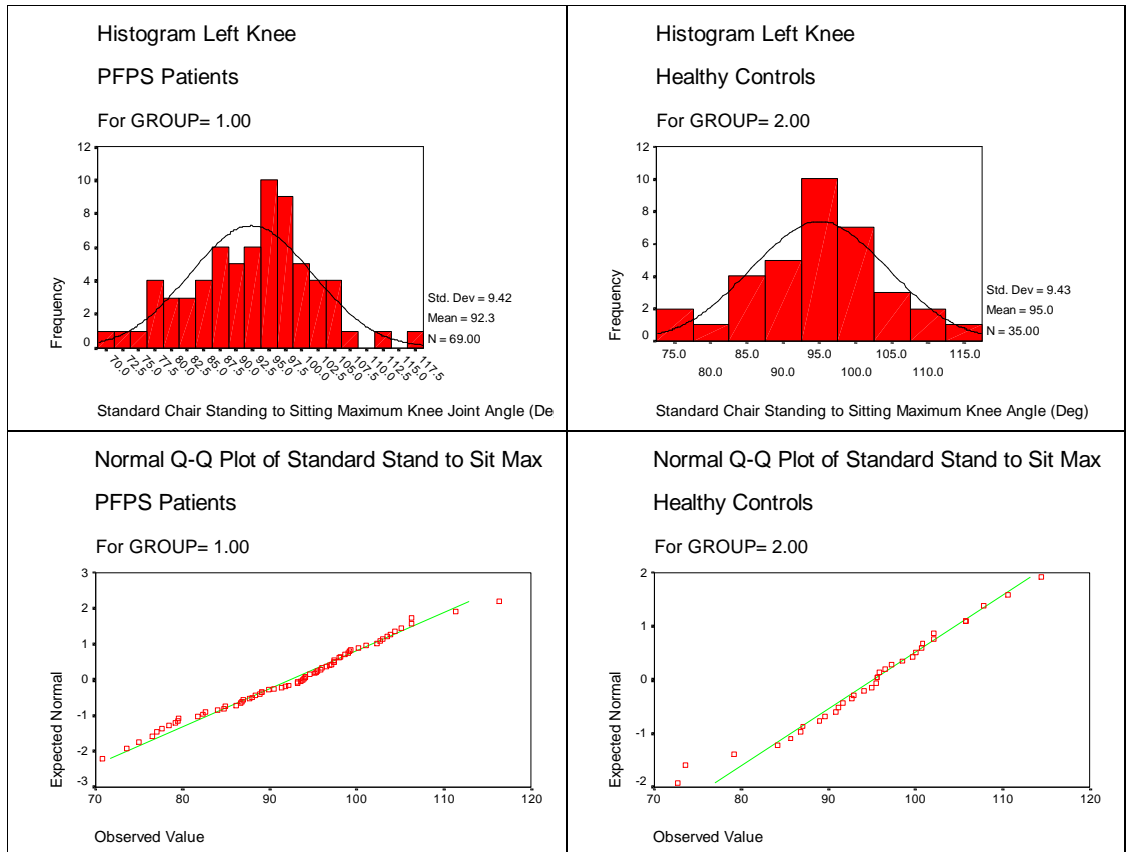 Histogram Left Knee
PFPS Patients
For GROUP= 1.00
12
10
8
6
4
2
0
Frequency
Std. Dev = 9.42
Mean = 92.3
N = 69.00
70.0 72.5 75.0 77.5 80.0 82.5 85.0 87.5 90.0 92.5 95.0 97.5 100.0 102.5 105.0 107.5 110.0 112.5 115.0 117.5
Standard Chair Standing to Sitting Maximum Knee Joint Angle (De
Histogram Left Knee
Healthy Controls
For GROUP= 2.00
12
10
8
6
4
2
0
Frequency
Std. Dev = 9.43
Mean = 95.0
N = 35.00
75.0 85.0 95.0 105.0 115.0
80.0 90.0 100.0 110.0
Standard Chair Standing to Sitting Maximum Knee Angle (Deg)
Normal Q-Q Plot of Standard Stand to Sit Max
PFPS Patients
For GROUP= 1.00
3
2
1
0
-1
-2
-3
Expected Normal
70 80 90 100 110 120
Observed Value
Normal Q-Q Plot of Standard Stand to Sit Max
Healthy Controls
For GROUP= 2.00
2
1
0
-1
-2
Expected Normal
70 80 90 100 110 120
Observed Value